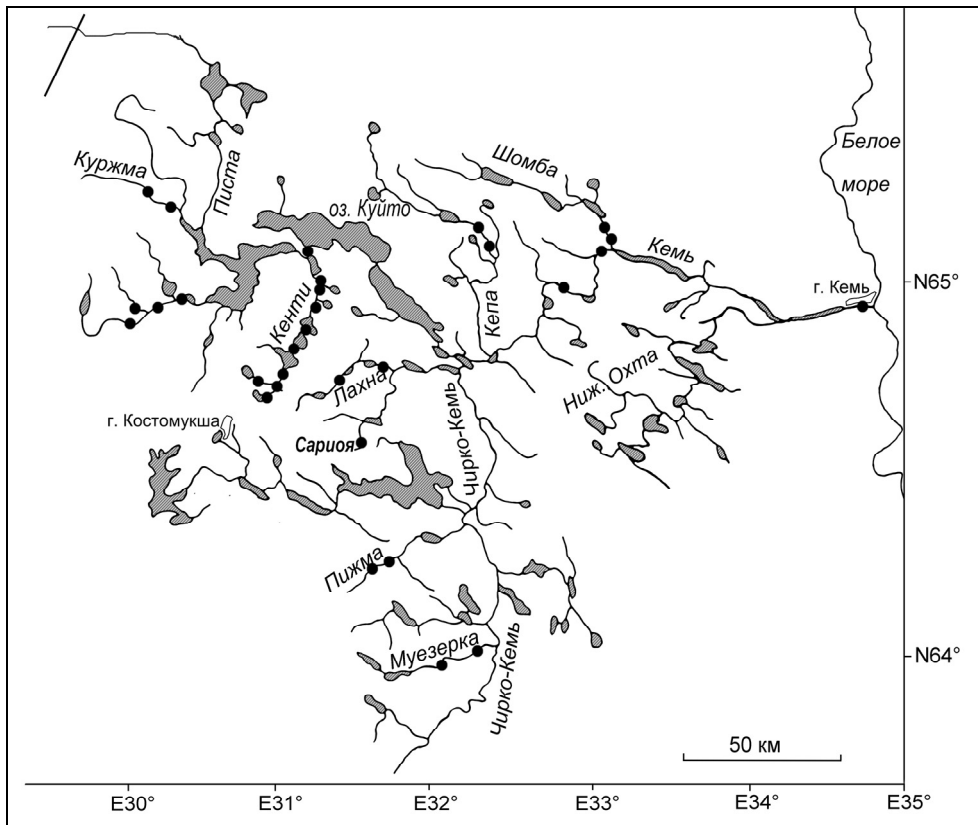 Белое
море
Шомба
Куржма
Писта
оз. Куйто
Кемь
г. Кемь
N65°
Кенти
Кепа
Лахна
Ниж. Охта
г. Костомукша
Сариоя
Чирко-Кемь
Пижма
Муезерка
Чирко-Кемь
N64°
50 км
E30° E31° E32° E33° E34° E35°